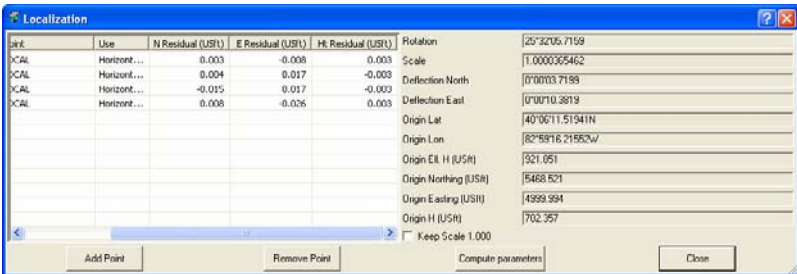 Localization
oint Use N Residual (USft) E Residual (USft) Ht Residual (USft)
OCAL Horizont... 0.003 -0.008 0.003
OCAL Horizont... 0.004 0.017 -0.003
OCAL Horizont... -0.015 0.017 -0.003
OCAL Horizont... 0.008 -0.026 0.003
Rotation 25°32'05.7159
Scale 1.0000365462
Deflection North 0°00'03.7199
Deflection East 0°00'10.3819
Origin Lat 40°06'11.51941N
Origin Lon 82°59'16.21552W
Origin Ell. H (USft) 921.051
Origin Northing (USft) 5468.521
Origin Easting (USft) 4999.994
Origin H (USft) 702.357
Keep Scale 1.000
Add Point Remove Point Compute parameters Close